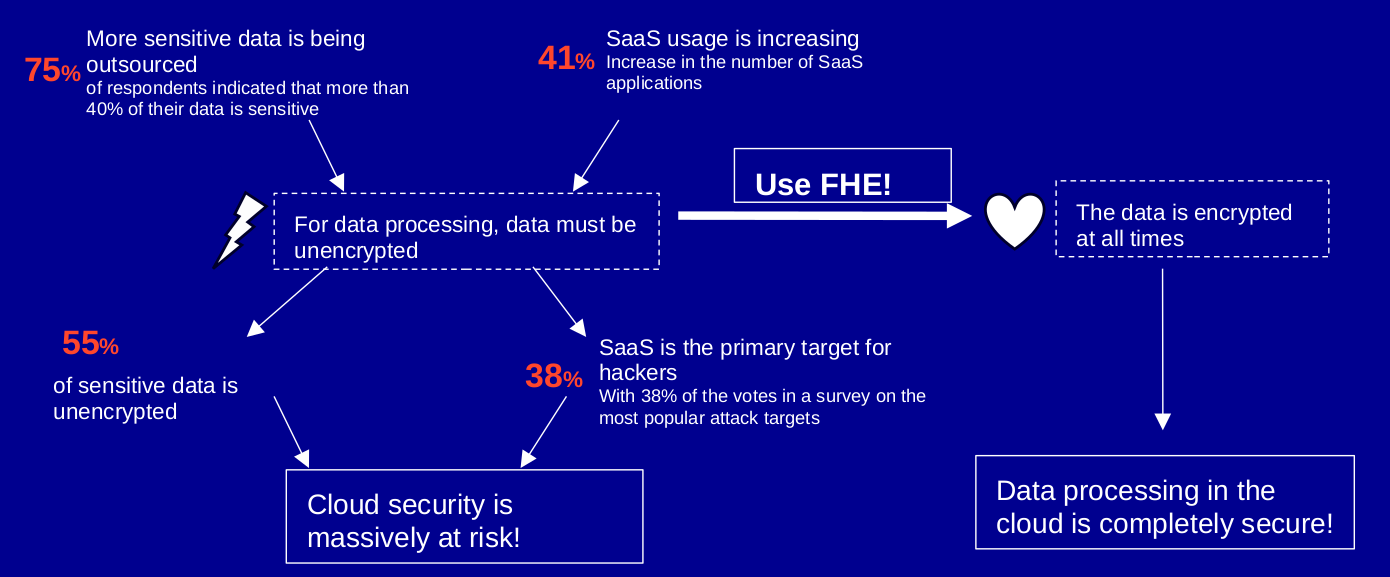 75%
More sensitive data is being
outsourced
of respondents indicated that more than
40% of their data is sensitive
41%
SaaS usage is increasing
Increase in the number of SaaS
applications
For data processing, data must be
unencrypted
Use FHE!
The data is encrypted
at all times
55%
of sensitive data is
unencrypted
38%
SaaS is the primary target for
hackers
With 38% of the votes in a survey on the
most popular attack targets
Cloud security is
massively at risk!
Data processing in the
cloud is completely secure!